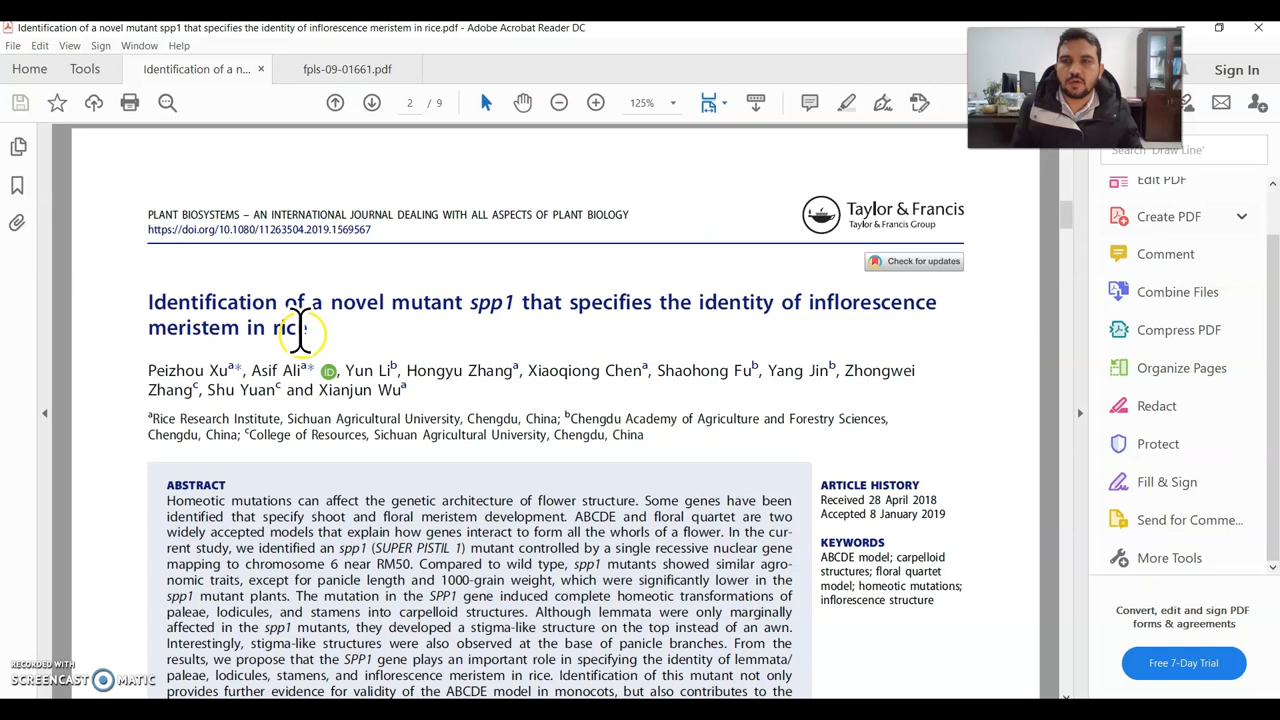 Identification of a novel mutant spp1 that specifies the identity of inflorescence meristem in rice.pdf - Adobe Acrobat Reader DC
File Edit View Sign Window Help
Home Tools Identification of a n... × fpls-09-01661.pdf Sign In
2 / 9 125%
Search 'Draw Line'
Edit PDF
Create PDF
Comment
Combine Files
Compress PDF
Organize Pages
Redact
Protect
Fill & Sign
Send for Comme...
More Tools
Convert, edit and sign PDF
forms & agreements
Free 7-Day Trial
PLANT BIOSYSTEMS – AN INTERNATIONAL JOURNAL DEALING WITH ALL ASPECTS OF PLANT BIOLOGY
https://doi.org/10.1080/11263504.2019.1569567
Taylor & Francis
Taylor & Francis Group
Check for updates
Identification of a novel mutant spp1 that specifies the identity of inflorescence
meristem in rice
Peizhou Xua*, Asif Alia* iD, Yun Lib, Hongyu Zhanga, Xiaoqiong Chena, Shaohong Fub, Yang Jinb, Zhongwei
Zhangc, Shu Yuanc and Xianjun Wua
aRice Research Institute, Sichuan Agricultural University, Chengdu, China; bChengdu Academy of Agriculture and Forestry Sciences,
Chengdu, China; cCollege of Resources, Sichuan Agricultural University, Chengdu, China
ABSTRACT
Homeotic mutations can affect the genetic architecture of flower structure. Some genes have been
identified that specify shoot and floral meristem development. ABCDE and floral quartet are two
widely accepted models that explain how genes interact to form all the whorls of a flower. In the cur-
rent study, we identified an spp1 (SUPER PISTIL 1) mutant controlled by a single recessive nuclear gene
mapping to chromosome 6 near RM50. Compared to wild type, spp1 mutants showed similar agro-
nomic traits, except for panicle length and 1000-grain weight, which were significantly lower in the
spp1 mutant plants. The mutation in the SPP1 gene induced complete homeotic transformations of
paleae, lodicules, and stamens into carpelloid structures. Although lemmata were only marginally
affected in the spp1 mutants, they developed a stigma-like structure on the top instead of an awn.
Interestingly, stigma-like structures were also observed at the base of panicle branches. From the
results, we propose that the SPP1 gene plays an important role in specifying the identity of lemmata/
paleae, lodicules, stamens, and inflorescence meristem in rice. Identification of this mutant not only
provides further evidence for validity of the ABCDE model in monocots, but also contributes to the
ARTICLE HISTORY
Received 28 April 2018
Accepted 8 January 2019
KEYWORDS
ABCDE model; carpelloid
structures; floral quartet
model; homeotic mutations;
inflorescence structure
RECORDED WITH
SCREENCAST MATIC